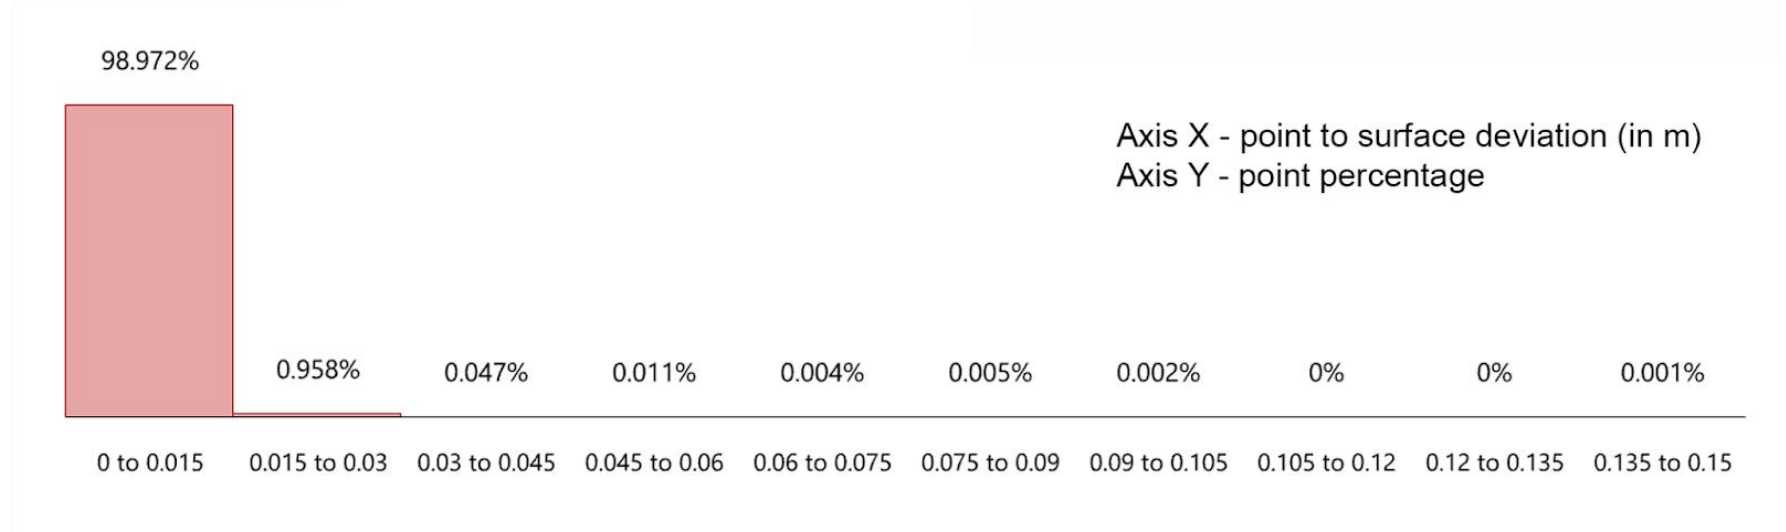 98.972%
Axis X - point to surface deviation (in m)
Axis Y - point percentage
0.958% 0.047% 0.011% 0.004% 0.005% 0.002% 0% 0% 0.001%
0 to 0.015 0.015 to 0.03 0.03 to 0.045 0.045 to 0.06 0.06 to 0.075 0.075 to 0.09 0.09 to 0.105 0.105 to 0.12 0.12 to 0.135 0.135 to 0.15